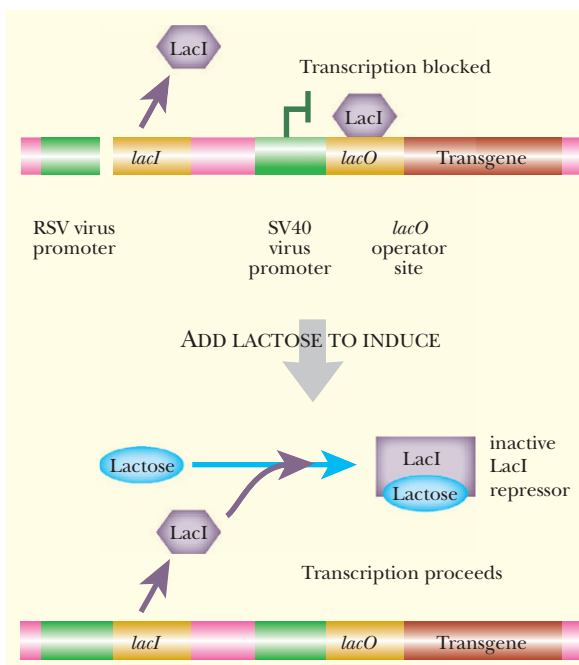 LacI
Transcription blocked
LacI
lacI
lacO
Transgene
RSV virus
promoter
SV40
virus
promoter
lacO
operator
site
ADD LACTOSE TO INDUCE
Lactose
LacI
Lactose
inactive
LacI
repressor
LacI
Transcription proceeds
lacI
lacO
Transgene